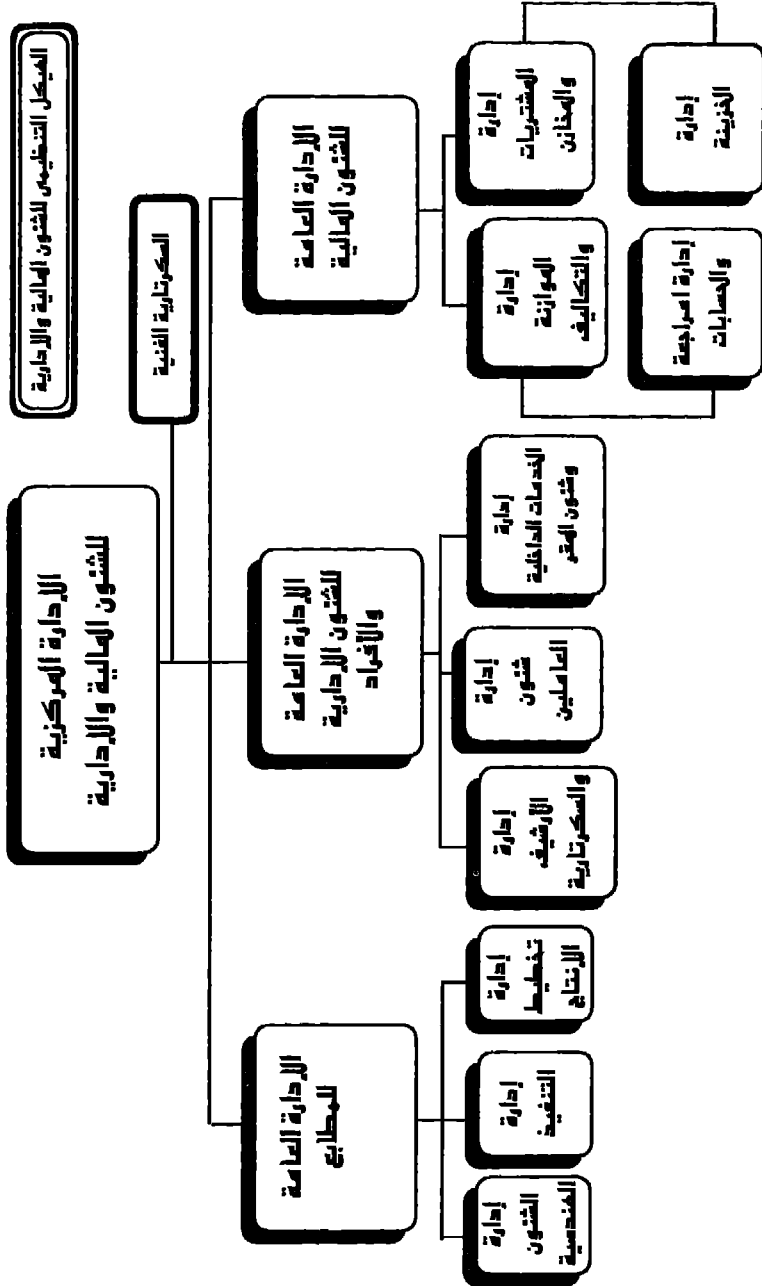 الهيكل التنظيمى للشئون المالية والإدارية
الإدارة المركزية
للشئون المالية والإدارية
السكرتارية الفنية
الإدارة العامة
للشئون المالية
الإدارة العامة
للشئون الإدارية
والأفراد
الإدارة العامة
للمطابع
إدارة
المشتريات
والمخازن
إدارة
الموازنة
والتكاليف
إدارة
الخزينة
إدارة المراجعة
والحسابات
إدارة
الخدمات الداخلية
وشئون المقر
إدارة
شئون
العاملين
إدارة
الأرشيف
والسكرتارية
إدارة
تخطيط
الإنتاج
إدارة
التنفيذ
إدارة
الشئون
الهندسية